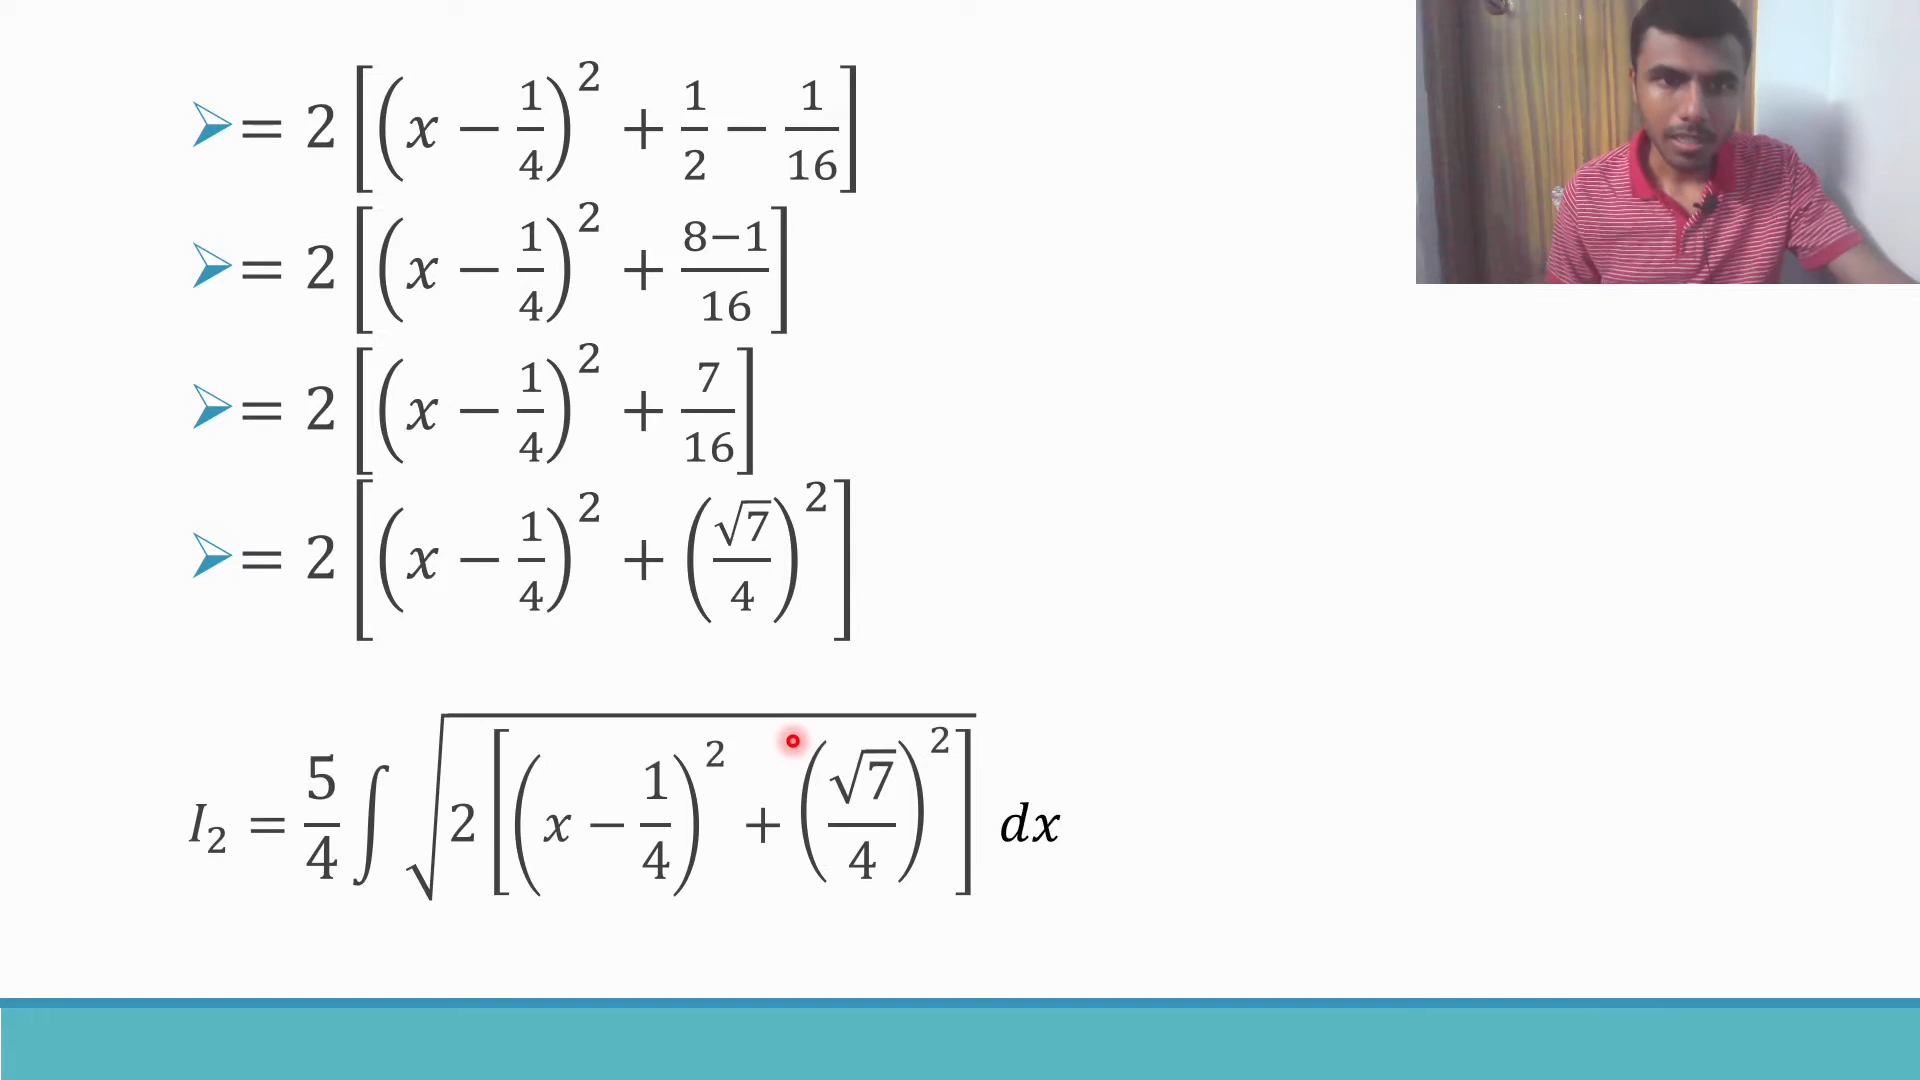 ➢= 2 [(x − 1/4)² + 1/2 − 1/16]
➢= 2 [(x − 1/4)² + (8−1)/16]
➢= 2 [(x − 1/4)² + 7/16]
➢= 2 [(x − 1/4)² + (√7/4)²]
I₂ = 5/4 ∫ √(2 [(x − 1/4)² + (√7/4)²]) dx